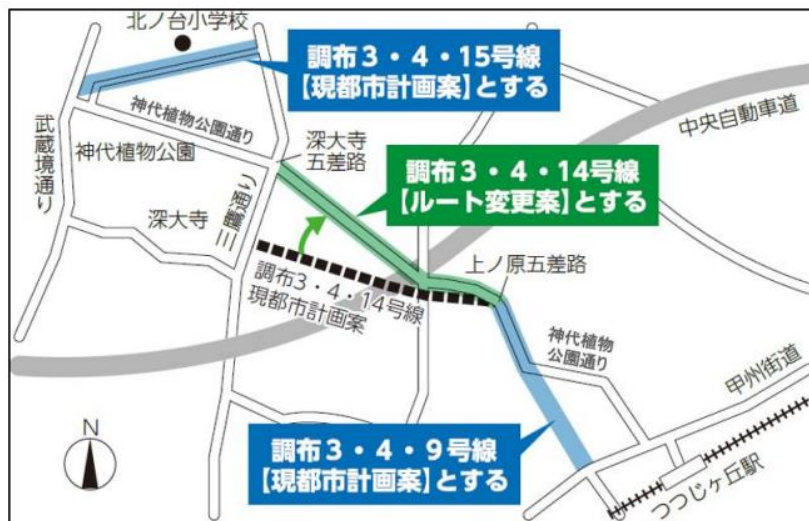 北ノ台小学校
調布3・4・15号線
【現都市計画案】とする
中央自動車道
武蔵境通り
神代植物公園通り
神代植物公園
深大寺
五差路
調布3・4・14号線
【ルート変更案】とする
深大寺
三鷹通り
上ノ原五差路
調布3・4・14号線
現都市計画案
神代植物
公園通り
甲州街道
N
調布3・4・9号線
【現都市計画案】とする
つつじヶ丘駅